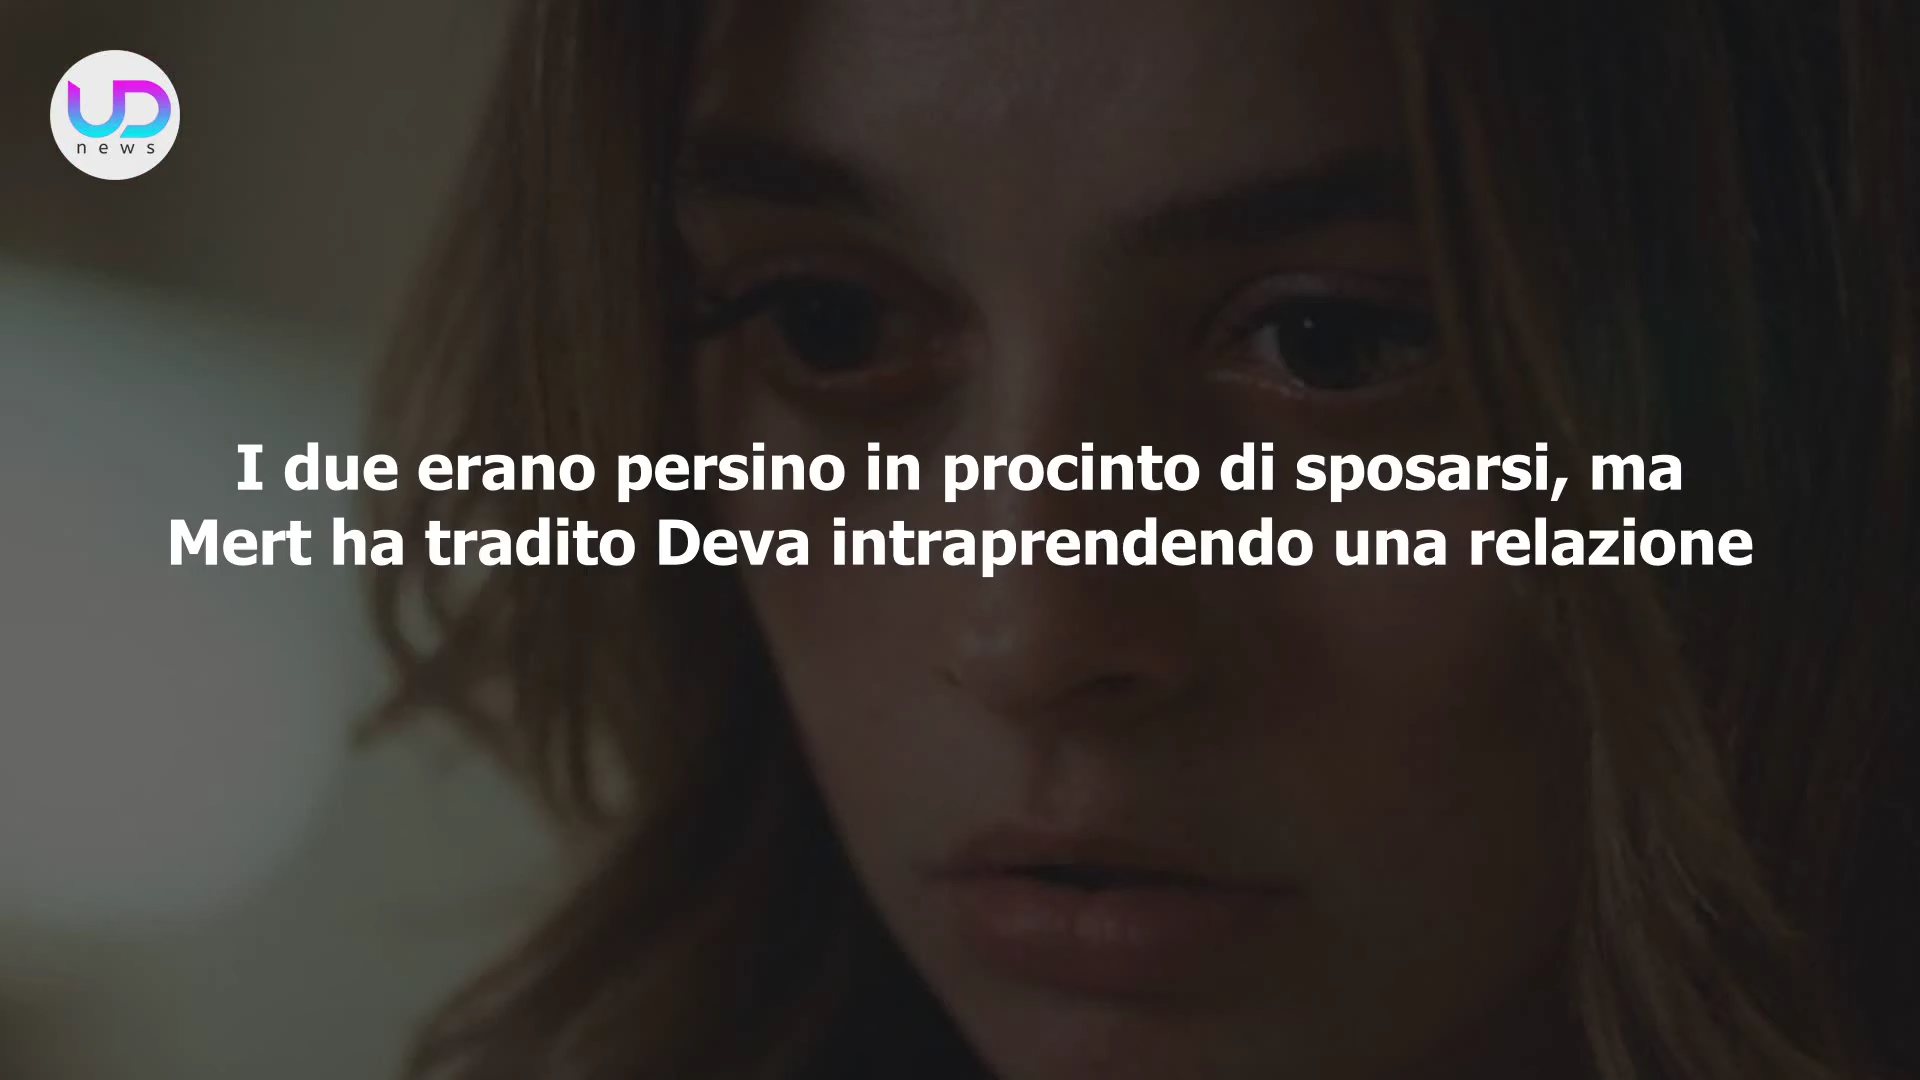 UD
news
I due erano persino in procinto di sposarsi, ma
Mert ha tradito Deva intraprendendo una relazione